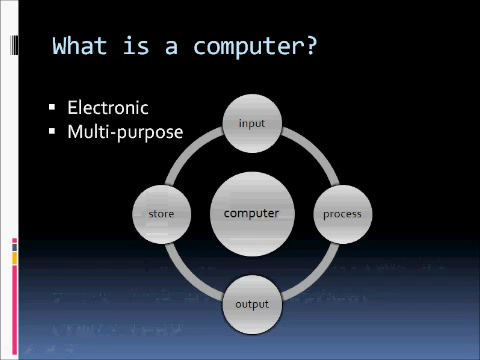 What is a computer?
Electronic
Multi-purpose
input
store
computer
process
output